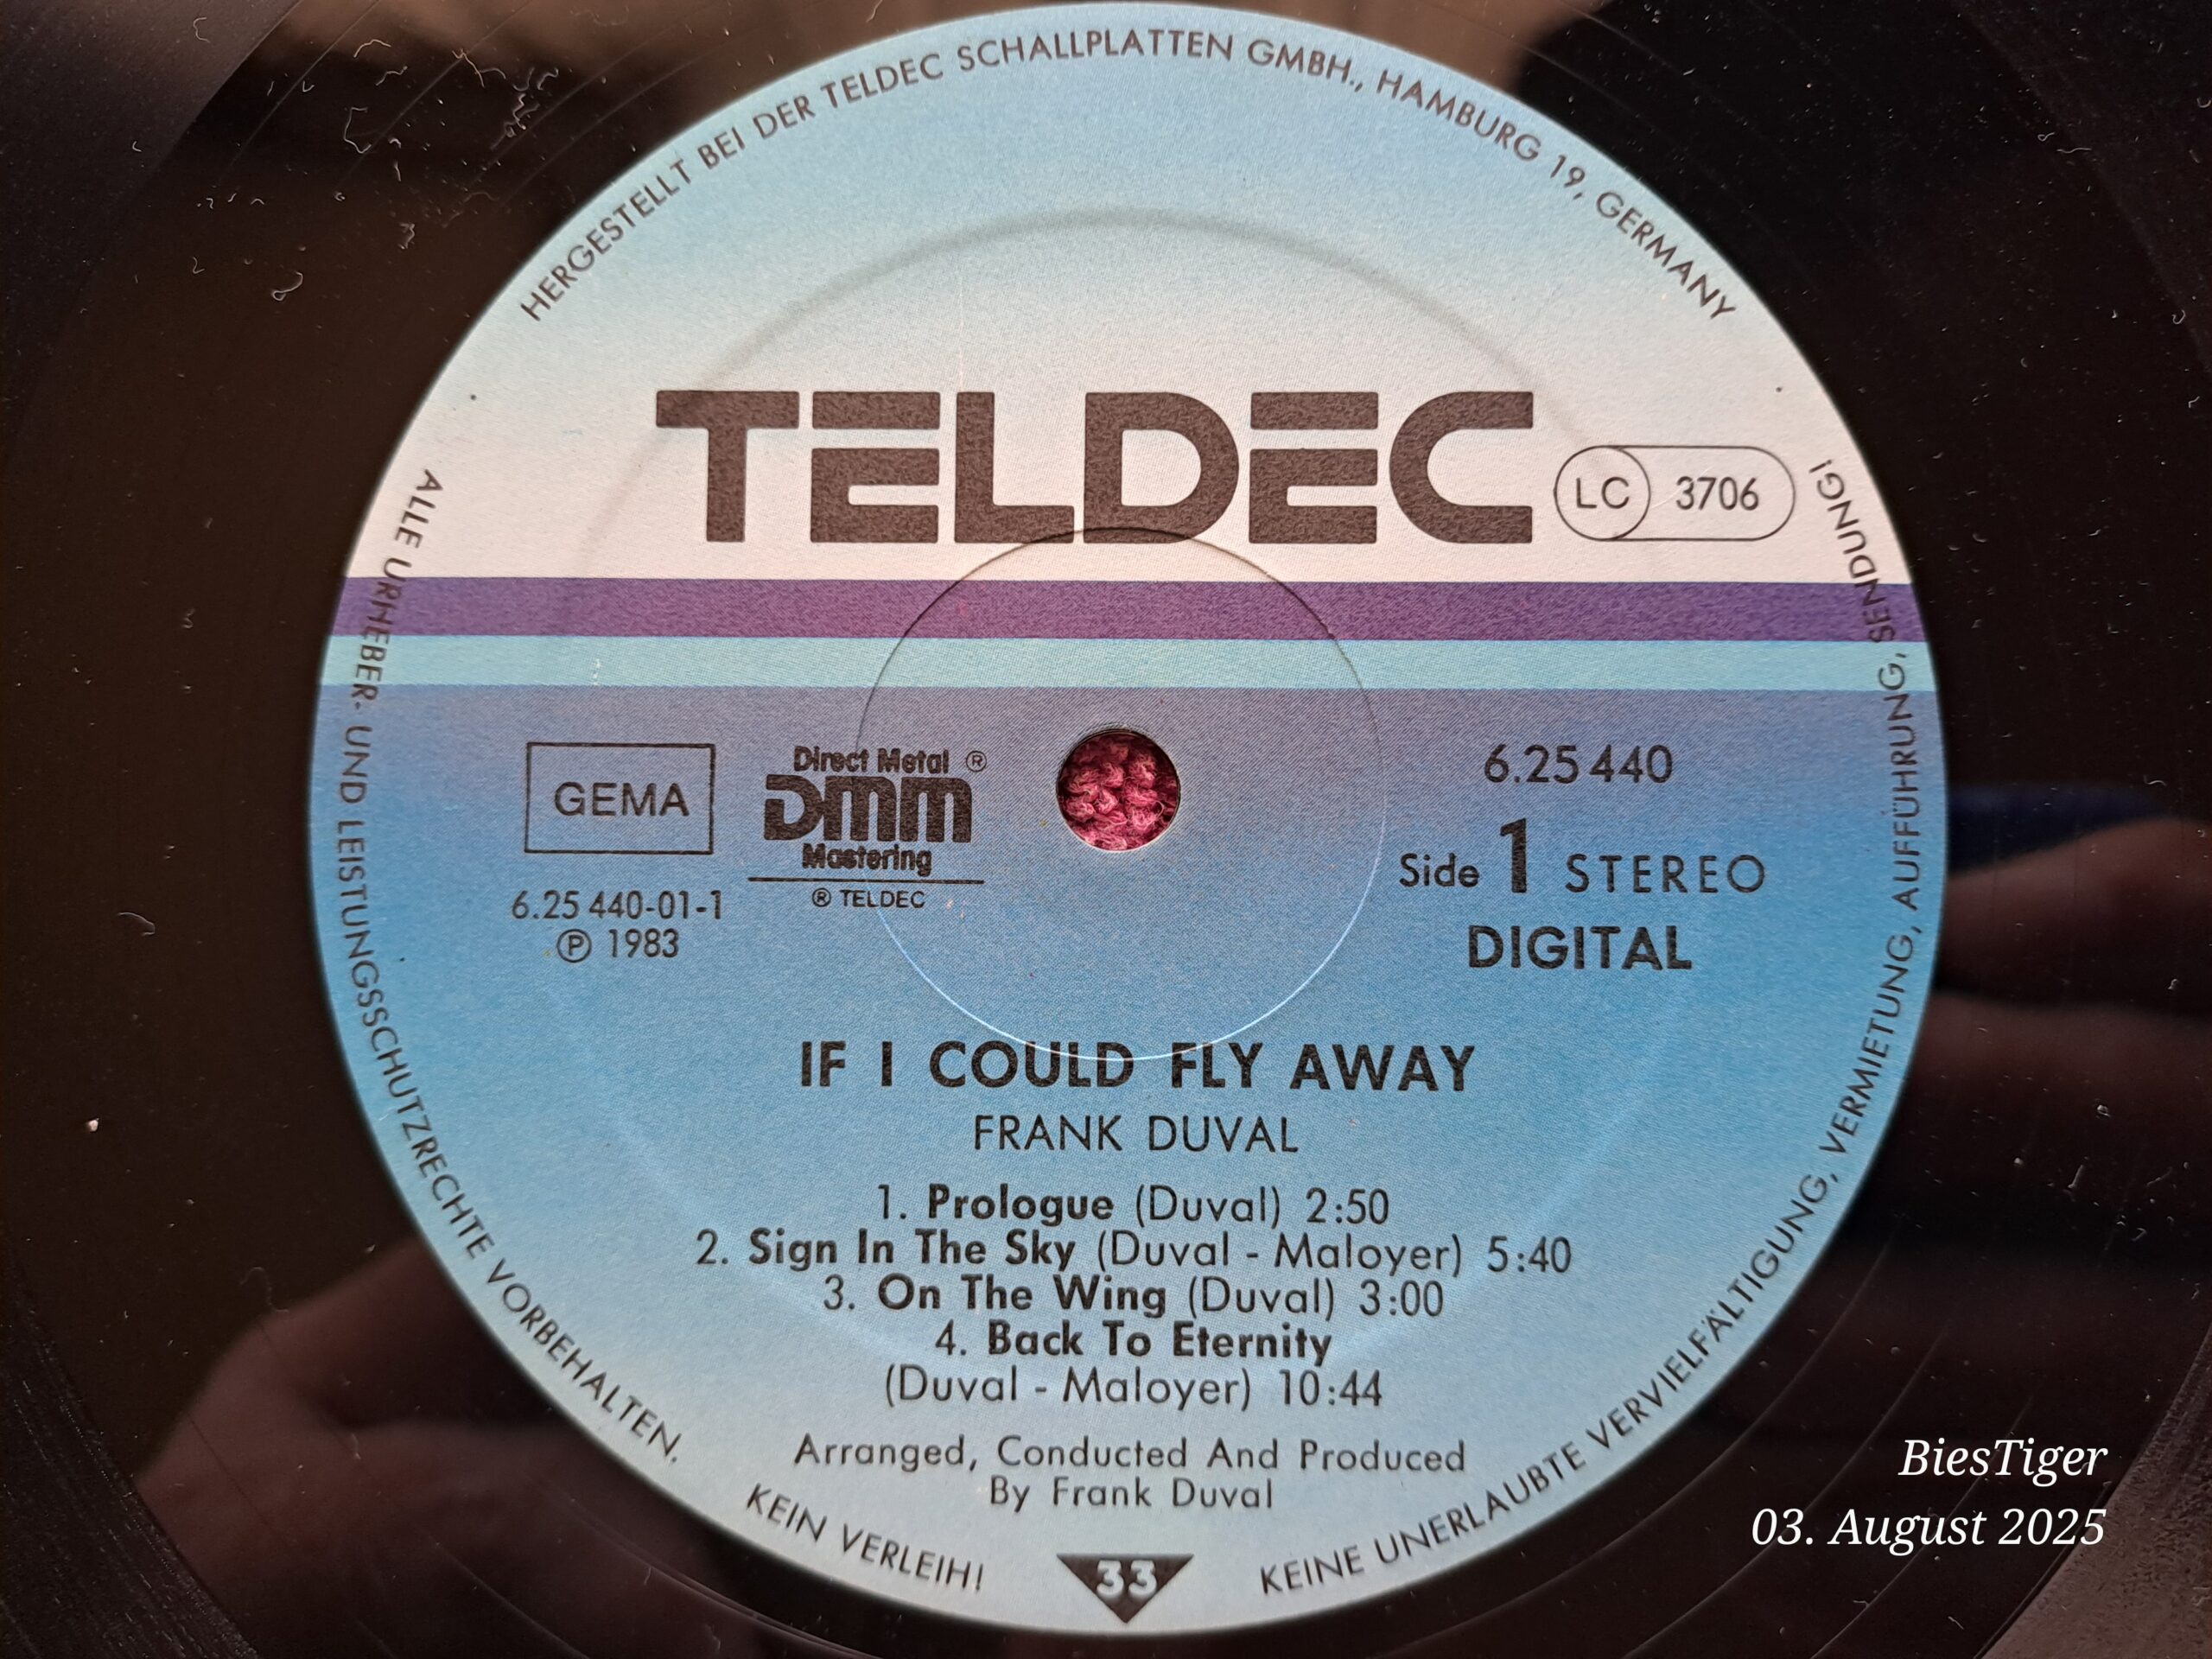 HERGESTELLT BEI DER TELDEC SCHALLPLATTEN GMBH., HAMBURG 19, GERMANY
TELDEC
LC 3706
GEMA
6.25 440-01-1
Ⓟ 1983
Direct Metal ®
DMM
Mastering
® TELDEC
6.25 440
Side 1 STEREO
DIGITAL
IF I COULD FLY AWAY
FRANK DUVAL
1. Prologue (Duval) 2:50
2. Sign In The Sky (Duval - Maloyer) 5:40
3. On The Wing (Duval) 3:00
4. Back To Eternity
(Duval - Maloyer) 10:44
Arranged, Conducted And Produced
By Frank Duval
33
ALLE URHEBER- UND LEISTUNGSSCHUTZRECHTE VORBEHALTEN.
KEIN VERLEIH!
KEINE UNERLAUBTE VERVIELFÄLTIGUNG, VERMIETUNG, AUFFÜHRUNG, SENDUNG!
BiesTiger
03. August 2025